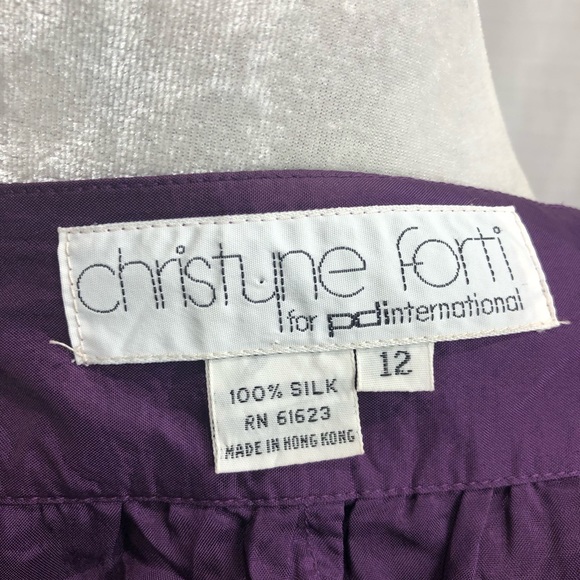 christyne forti
for pdi international
12
100% SILK
RN 61623
MADE IN HONG KONG